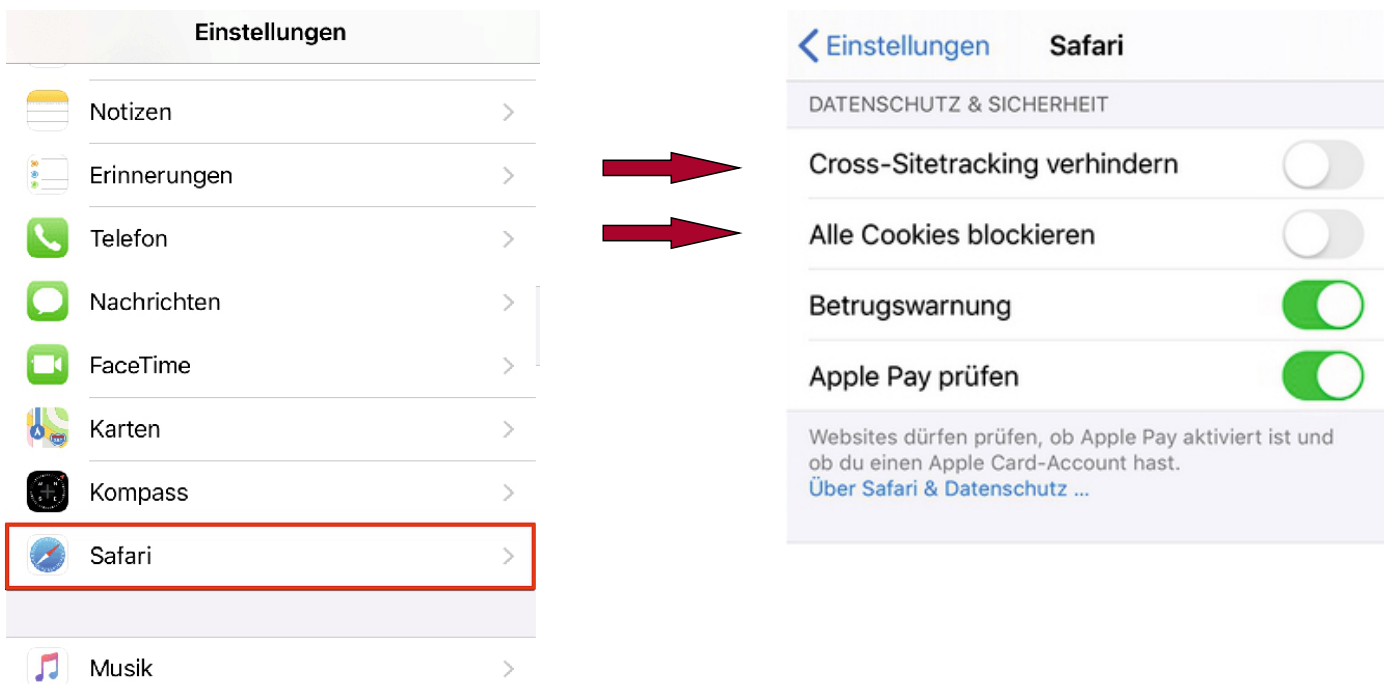 Einstellungen
Notizen
Erinnerungen
Telefon
Nachrichten
FaceTime
Karten
Kompass
Safari
Musik
Einstellungen Safari
DATENSCHUTZ & SICHERHEIT
Cross-Sitetracking verhindern
Alle Cookies blockieren
Betrugswarnung
Apple Pay prüfen
Websites dürfen prüfen, ob Apple Pay aktiviert ist und
ob du einen Apple Card-Account hast.
Über Safari & Datenschutz ...